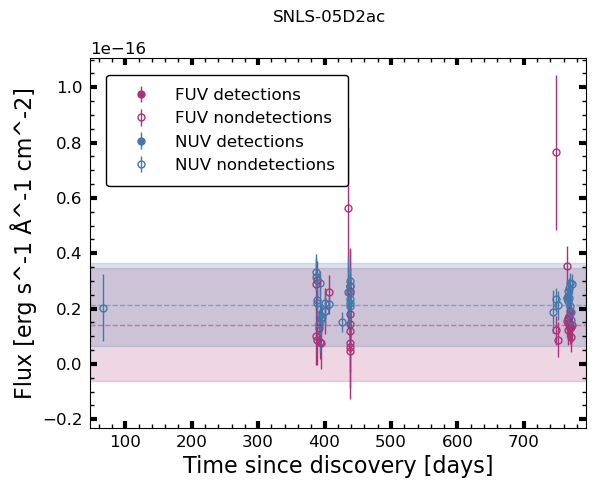 SNLS-05D2ac
1e−16
FUV detections
FUV nondetections
NUV detections
NUV nondetections
1.0
0.8
0.6
0.4
0.2
0.0
−0.2
Flux [erg s^-1 Å^-1 cm^-2]
100 200 300 400 500 600 700
Time since discovery [days]